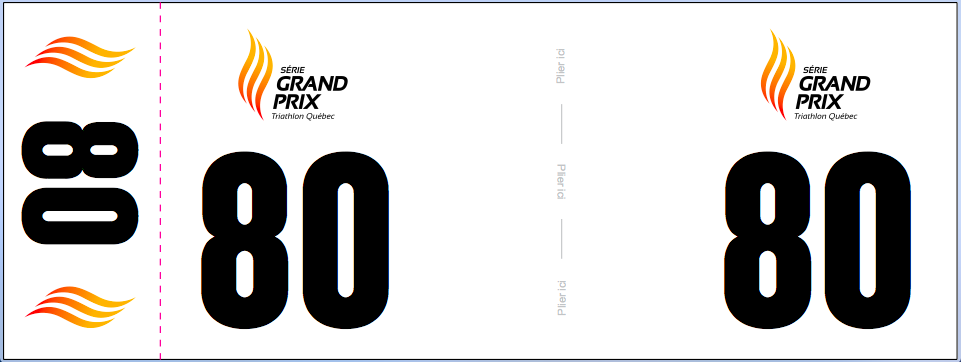 80
SÉRIE
GRAND
PRIX
Triathlon Québec
80
Plier ici
Plier ici
Plier ici
SÉRIE
GRAND
PRIX
Triathlon Québec
80